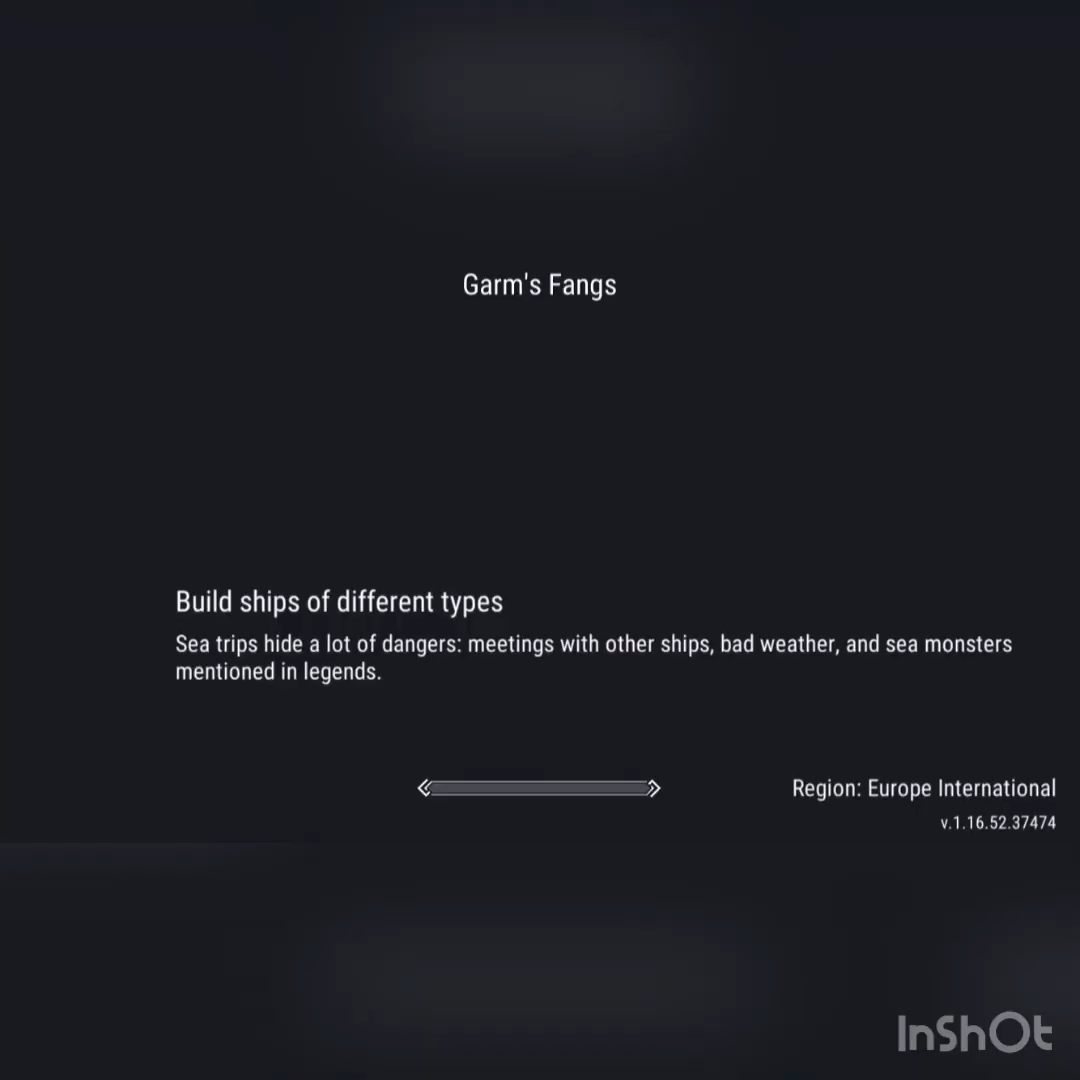 Garm's Fangs
Build ships of different types
Sea trips hide a lot of dangers: meetings with other ships, bad weather, and sea monsters
mentioned in legends.
Region: Europe International
v.1.16.52.37474
InShOt